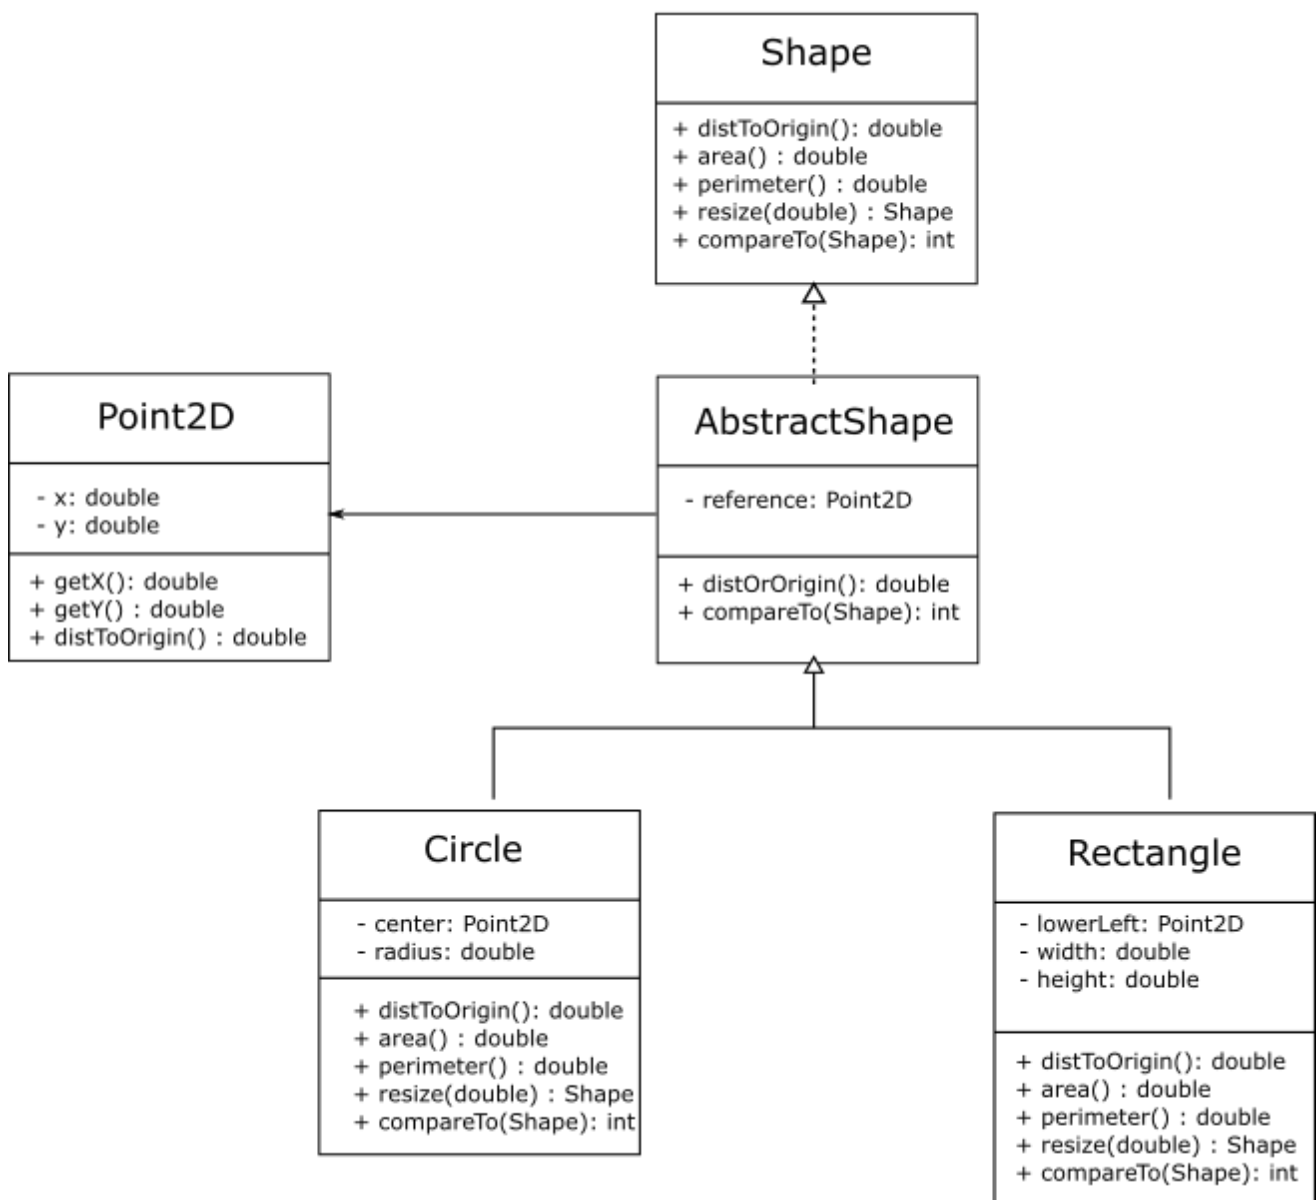 Shape
+ distToOrigin(): double
+ area() : double
+ perimeter() : double
+ resize(double) : Shape
+ compareTo(Shape): int
Point2D
- x: double
- y: double
+ getX(): double
+ getY() : double
+ distToOrigin() : double
AbstractShape
- reference: Point2D
+ distOrOrigin(): double
+ compareTo(Shape): int
Circle
- center: Point2D
- radius: double
+ distToOrigin(): double
+ area() : double
+ perimeter() : double
+ resize(double) : Shape
+ compareTo(Shape): int
Rectangle
- lowerLeft: Point2D
- width: double
- height: double
+ distToOrigin(): double
+ area() : double
+ perimeter() : double
+ resize(double) : Shape
+ compareTo(Shape): int